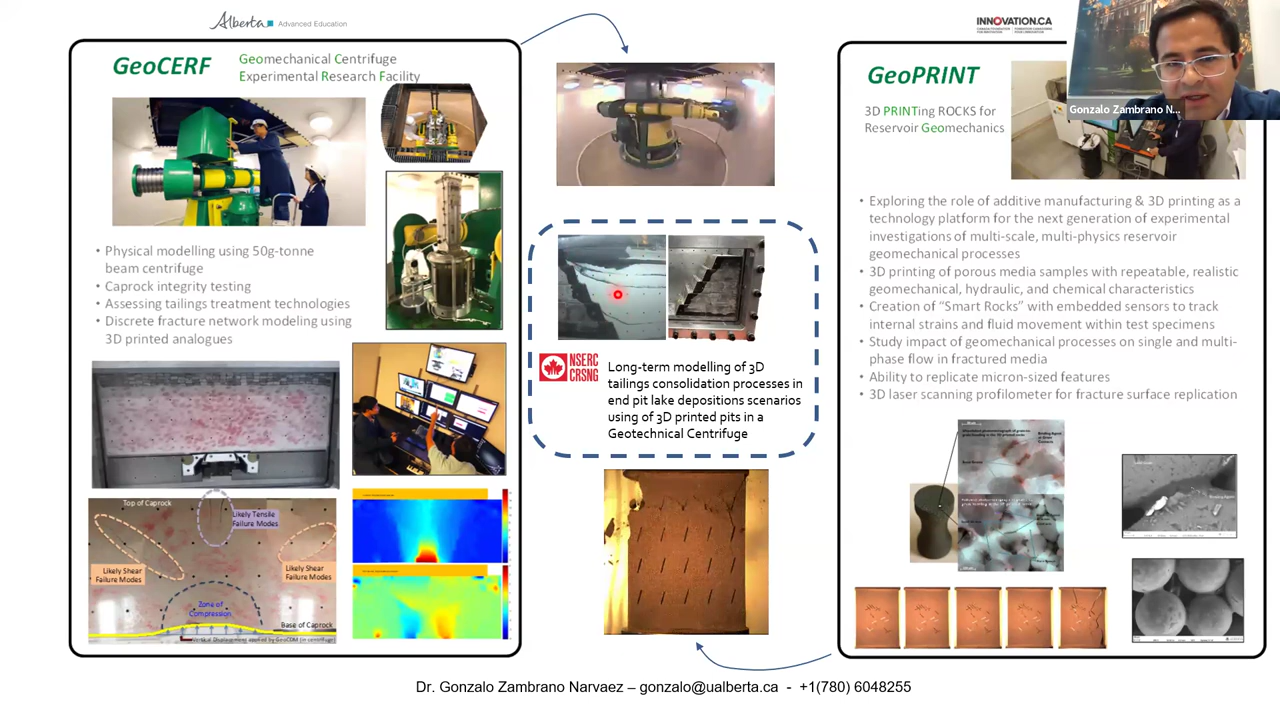 Alberta Advanced Education
INNOVATION.CA
GeoCERF
Geomechanical Centrifuge
Experimental Research Facility
• Physical modelling using 50g-tonne
beam centrifuge
• Caprock integrity testing
• Assessing tailings treatment technologies
• Discrete fracture network modeling using
3D printed analogues
Top of Caprock
Likely Tensile
Failure Modes
Likely Shear
Failure Modes
Likely Shear
Failure Modes
Zone of
Compression
Base of Caprock
Vertical Displacement applied by GeoCDM (in centrifuge)
NSERC
CRSNG
Long-term modelling of 3D
tailings consolidation processes in
end pit lake depositions scenarios
using of 3D printed pits in a
Geotechnical Centrifuge
GeoPRINT
3D PRINTing ROCKS for
Reservoir Geomechanics
Gonzalo Zambrano N...
• Exploring the role of additive manufacturing & 3D printing as a
technology platform for the next generation of experimental
investigations of multi-scale, multi-physics reservoir
geomechanical processes
• 3D printing of porous media samples with repeatable, realistic
geomechanical, hydraulic, and chemical characteristics
• Creation of “Smart Rocks” with embedded sensors to track
internal strains and fluid movement within test specimens
• Study impact of geomechanical processes on single and multi-
phase flow in fractured media
• Ability to replicate micron-sized features
• 3D laser scanning profilometer for fracture surface replication
Dr. Gonzalo Zambrano Narvaez – gonzalo@ualberta.ca - +1(780) 6048255